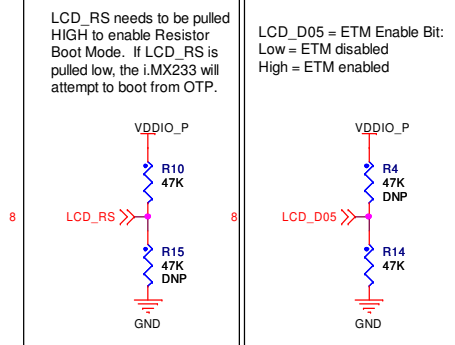 LCD_RS needs to be pulled
HIGH to enable Resistor
Boot Mode.  If LCD_RS is
pulled low, the i.MX233 will
attempt to boot from OTP.
VDDIO_P
R10
47K
8
LCD_RS
R15
47K
DNP
GND
LCD_D05 = ETM Enable Bit:
Low = ETM disabled
High = ETM enabled
VDDIO_P
R4
47K
DNP
8
LCD_D05
R14
47K
GND